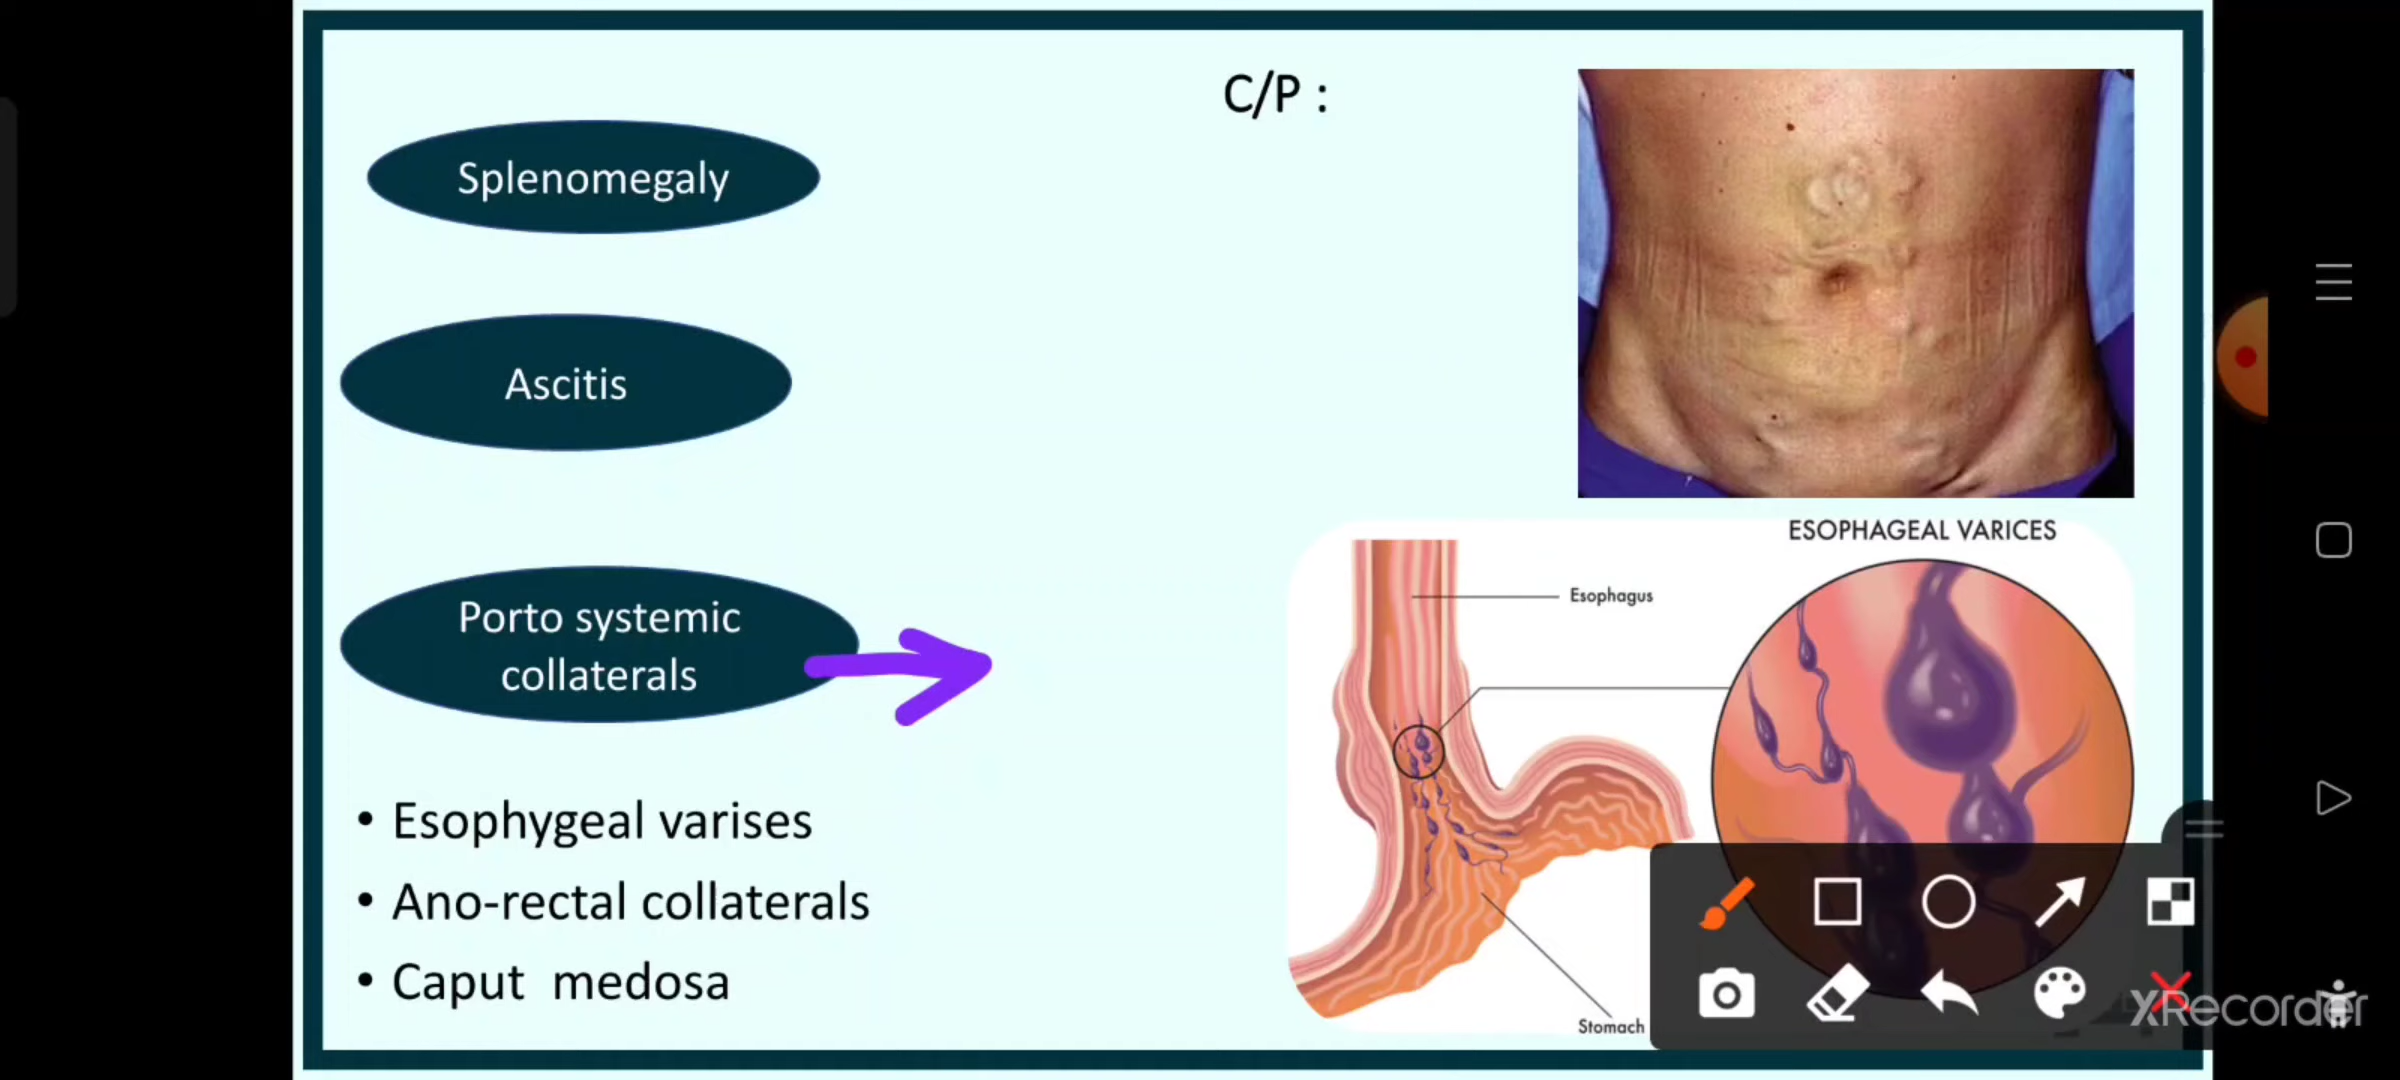 C/P :
Splenomegaly
Ascitis
Porto systemic
collaterals
• Esophygeal varises
• Ano-rectal collaterals
• Caput medosa
ESOPHAGEAL VARICES
Esophagus
Stomach
XRecorder